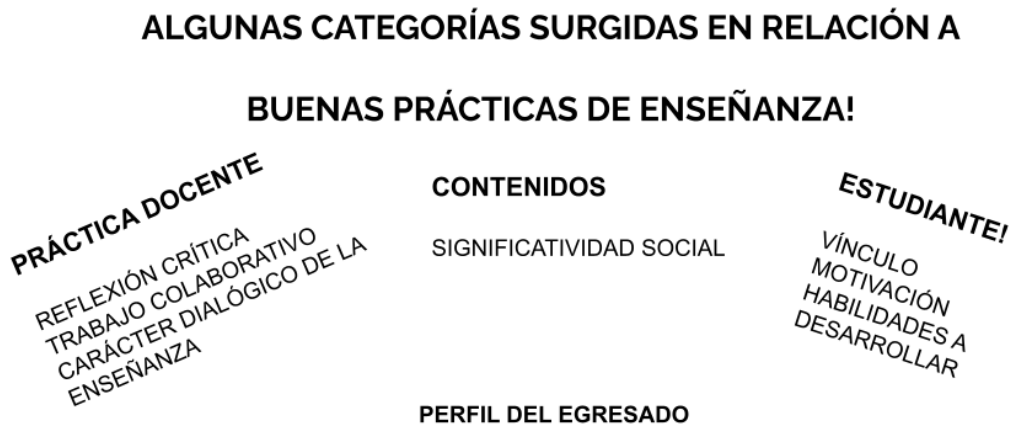 ALGUNAS CATEGORÍAS SURGIDAS EN RELACIÓN A
BUENAS PRÁCTICAS DE ENSEÑANZA!
PRÁCTICA DOCENTE
REFLEXIÓN CRÍTICA
TRABAJO COLABORATIVO
CARÁCTER DIALÓGICO DE LA
ENSEÑANZA
CONTENIDOS
SIGNIFICATIVIDAD SOCIAL
ESTUDIANTE!
VÍNCULO
MOTIVACIÓN
HABILIDADES A
DESARROLLAR
PERFIL DEL EGRESADO